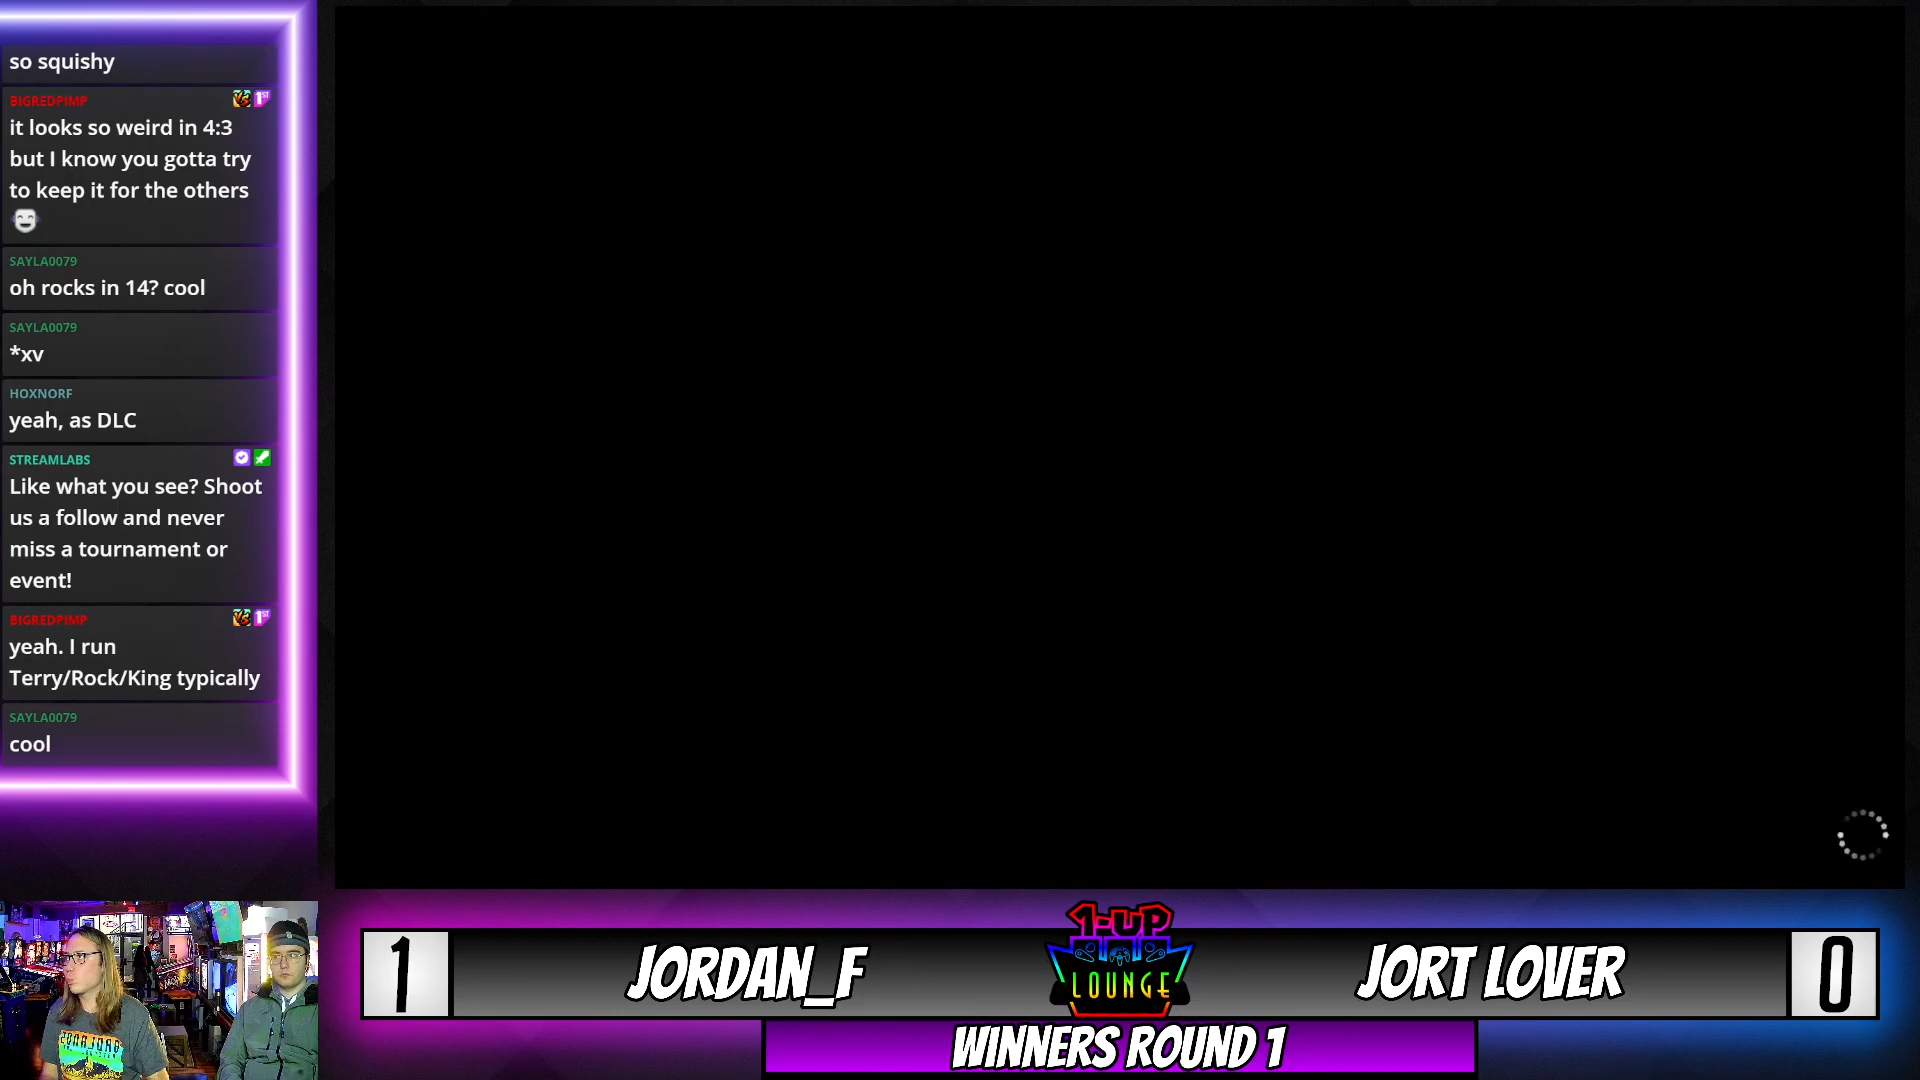 so squishy
BIGREDPIMP
it looks so weird in 4:3
but I know you gotta try
to keep it for the others
SAYLA0079
oh rocks in 14? cool
SAYLA0079
*xv
HOXNORF
yeah, as DLC
STREAMLABS
Like what you see? Shoot
us a follow and never
miss a tournament or
event!
BIGREDPIMP
yeah. I run
Terry/Rock/King typically
SAYLA0079
cool
1
JORDAN_F
1-UP
LOUNGE
JORT LOVER
0
WINNERS ROUND 1